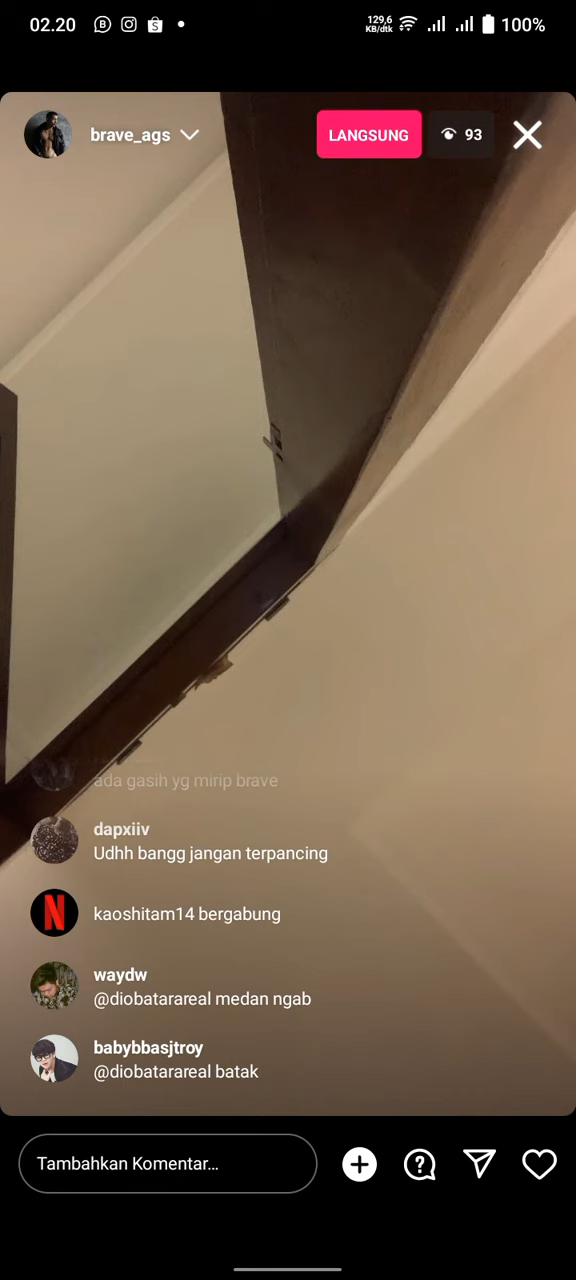 02.20
129,6
KB/dtk
100%
brave_ags
LANGSUNG
93
ada gasih yg mirip brave
dapxiiv
Udhh bangg jangan terpancing
kaoshitam14 bergabung
waydw
@diobatarareal medan ngab
babybbasjtroy
@diobatarareal batak
Tambahkan Komentar...